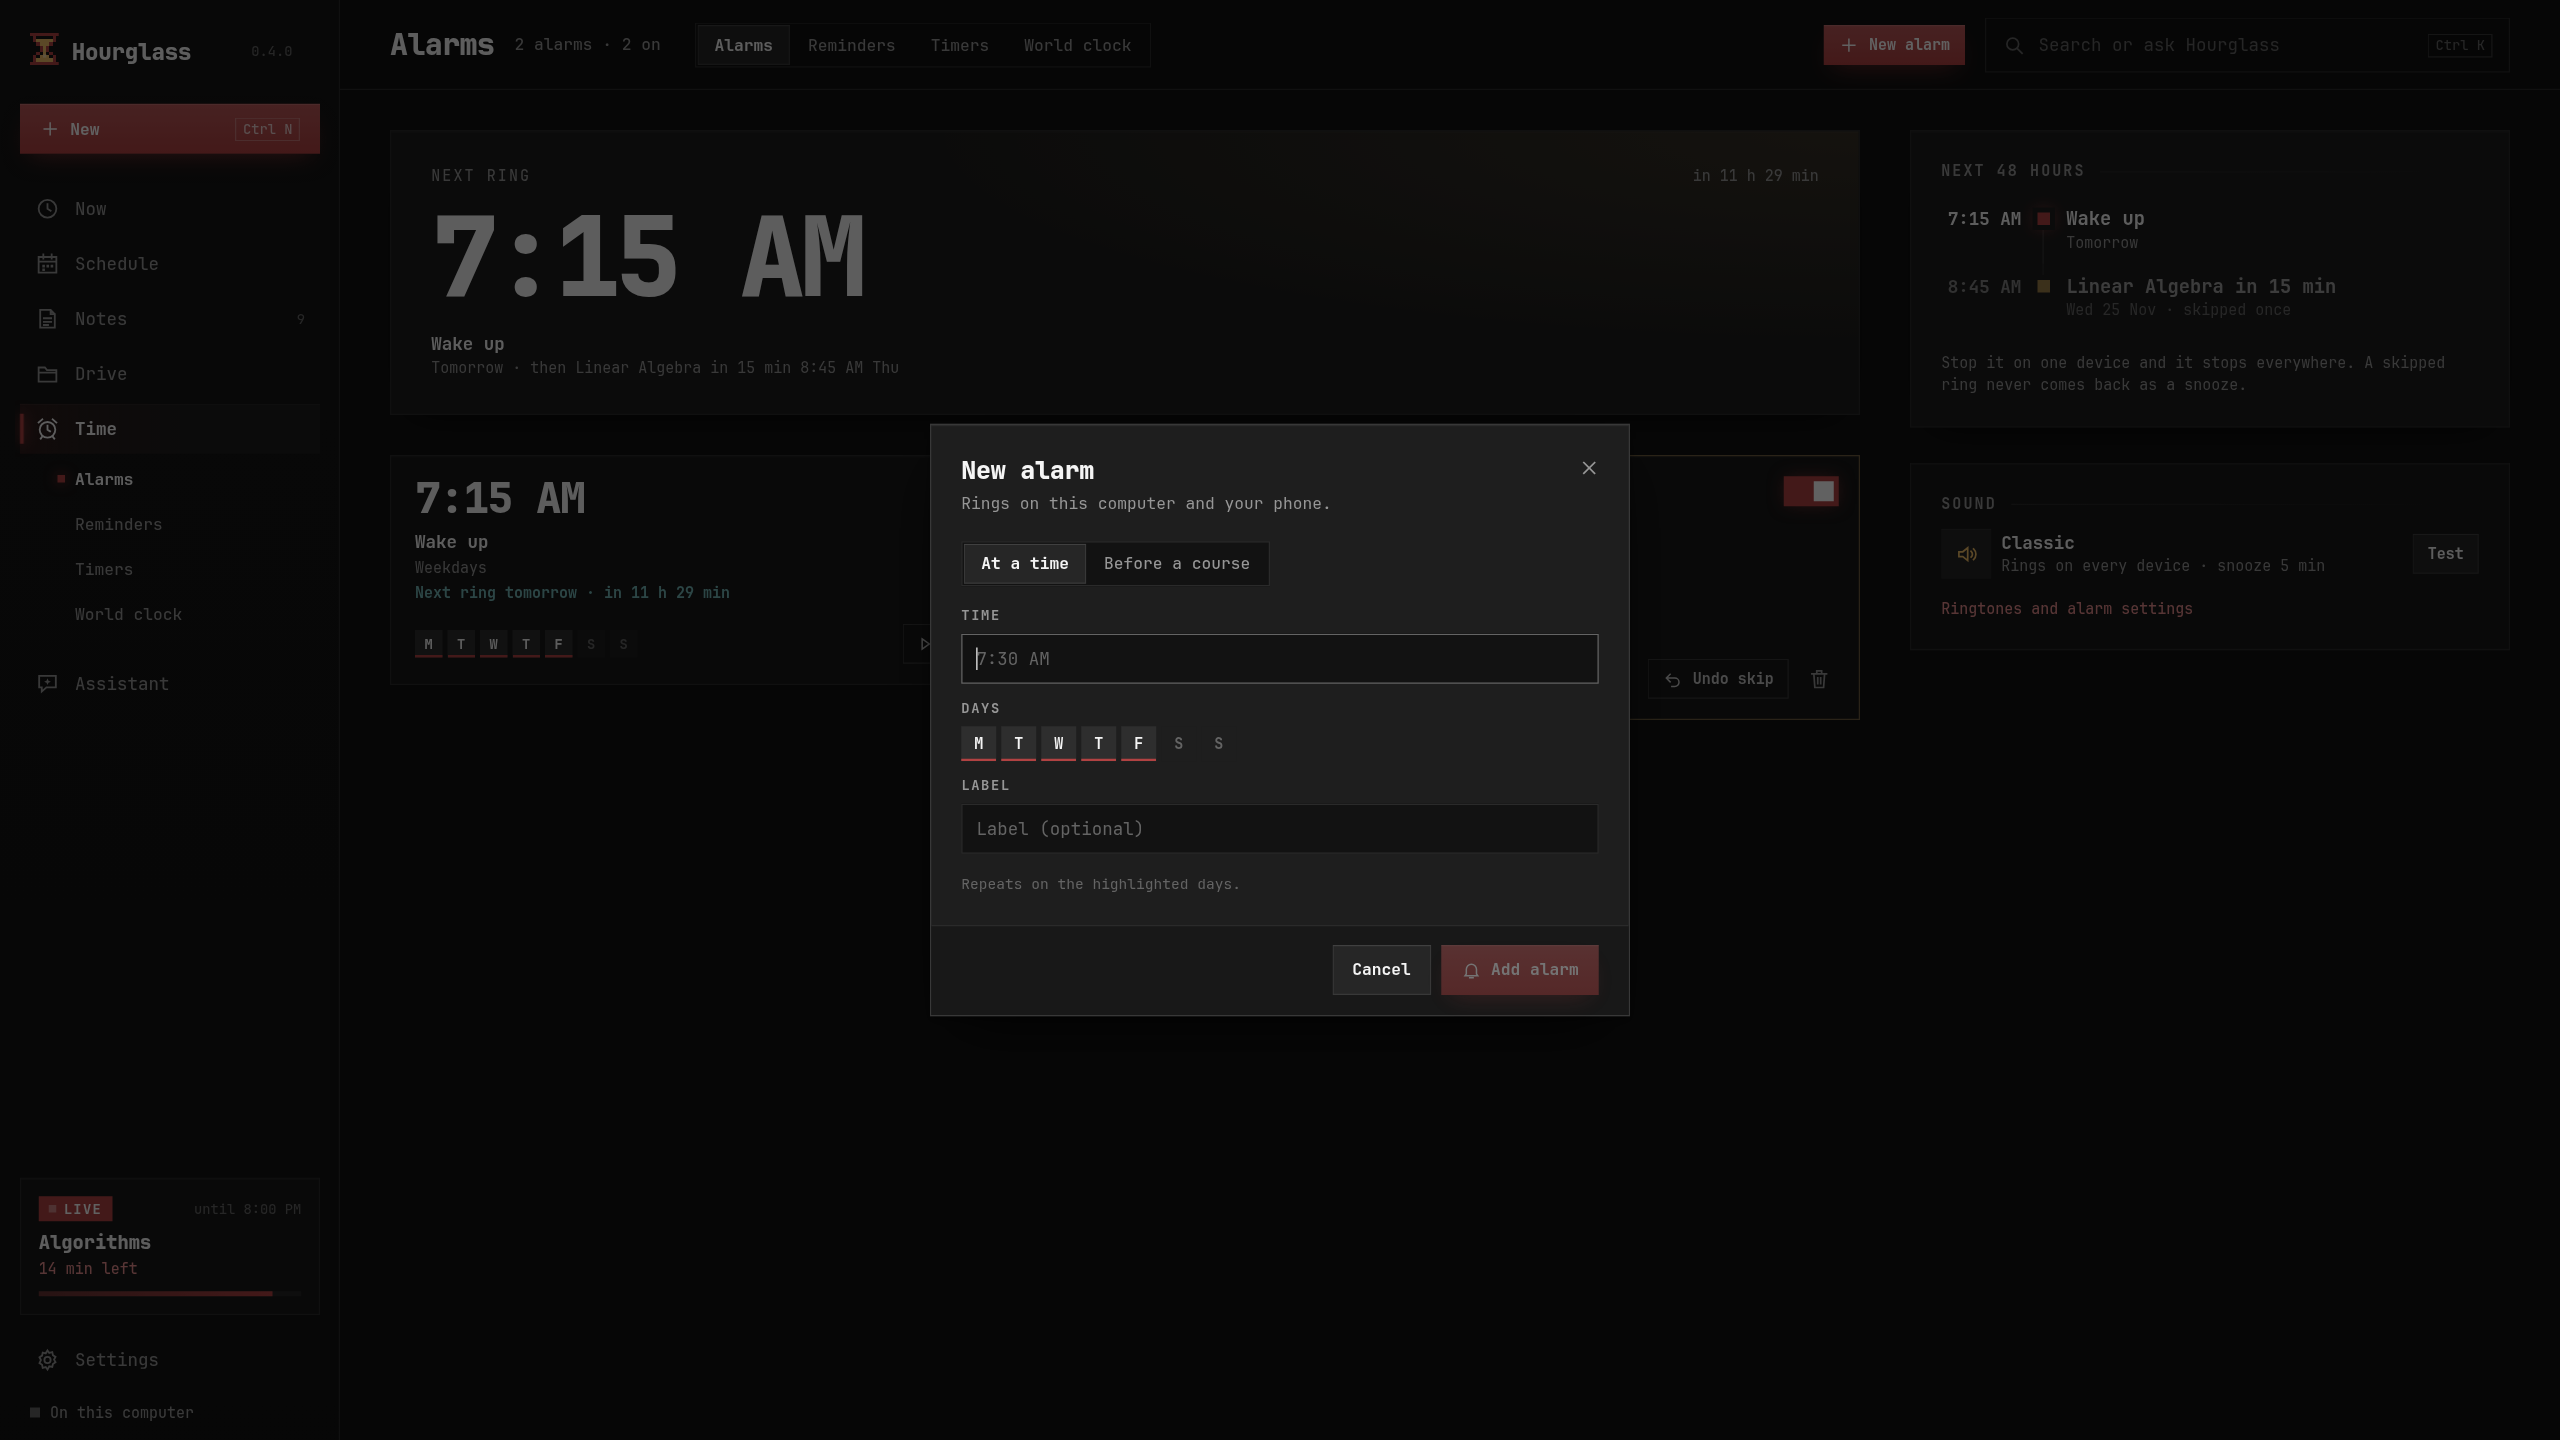 Hourglass
0.4.0
New
Ctrl N
Now
Schedule
Notes
9
Drive
Time
Alarms
Reminders
Timers
World clock
Assistant
LIVE
until 8:00 PM
Algorithms
14 min left
Settings
On this computer
Alarms
2 alarms · 2 on
Alarms
Reminders
Timers
World clock
New alarm
Search or ask Hourglass
Ctrl K
NEXT RING
in 11 h 29 min
7:15 AM
Wake up
Tomorrow · then Linear Algebra in 15 min 8:45 AM Thu
7:15 AM
Wake up
Weekdays
Next ring tomorrow · in 11 h 29 min
M T W T F S S
Undo skip
New alarm
Rings on this computer and your phone.
At a time
Before a course
TIME
7:30 AM
DAYS
M T W T F S S
LABEL
Label (optional)
Repeats on the highlighted days.
Cancel
Add alarm
NEXT 48 HOURS
7:15 AM
Wake up
Tomorrow
8:45 AM
Linear Algebra in 15 min
Wed 25 Nov · skipped once
Stop it on one device and it stops everywhere. A skipped
ring never comes back as a snooze.
SOUND
Classic
Rings on every device · snooze 5 min
Test
Ringtones and alarm settings